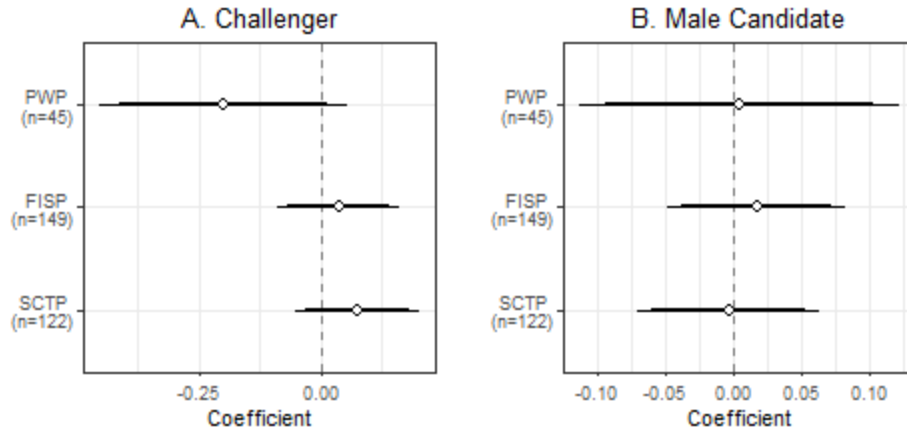 A. Challenger
PWP
(n=45)
FISP
(n=149)
SCTP
(n=122)
-0.25 0.00
Coefficient
B. Male Candidate
PWP
(n=45)
FISP
(n=149)
SCTP
(n=122)
-0.10 -0.05 0.00 0.05 0.10
Coefficient